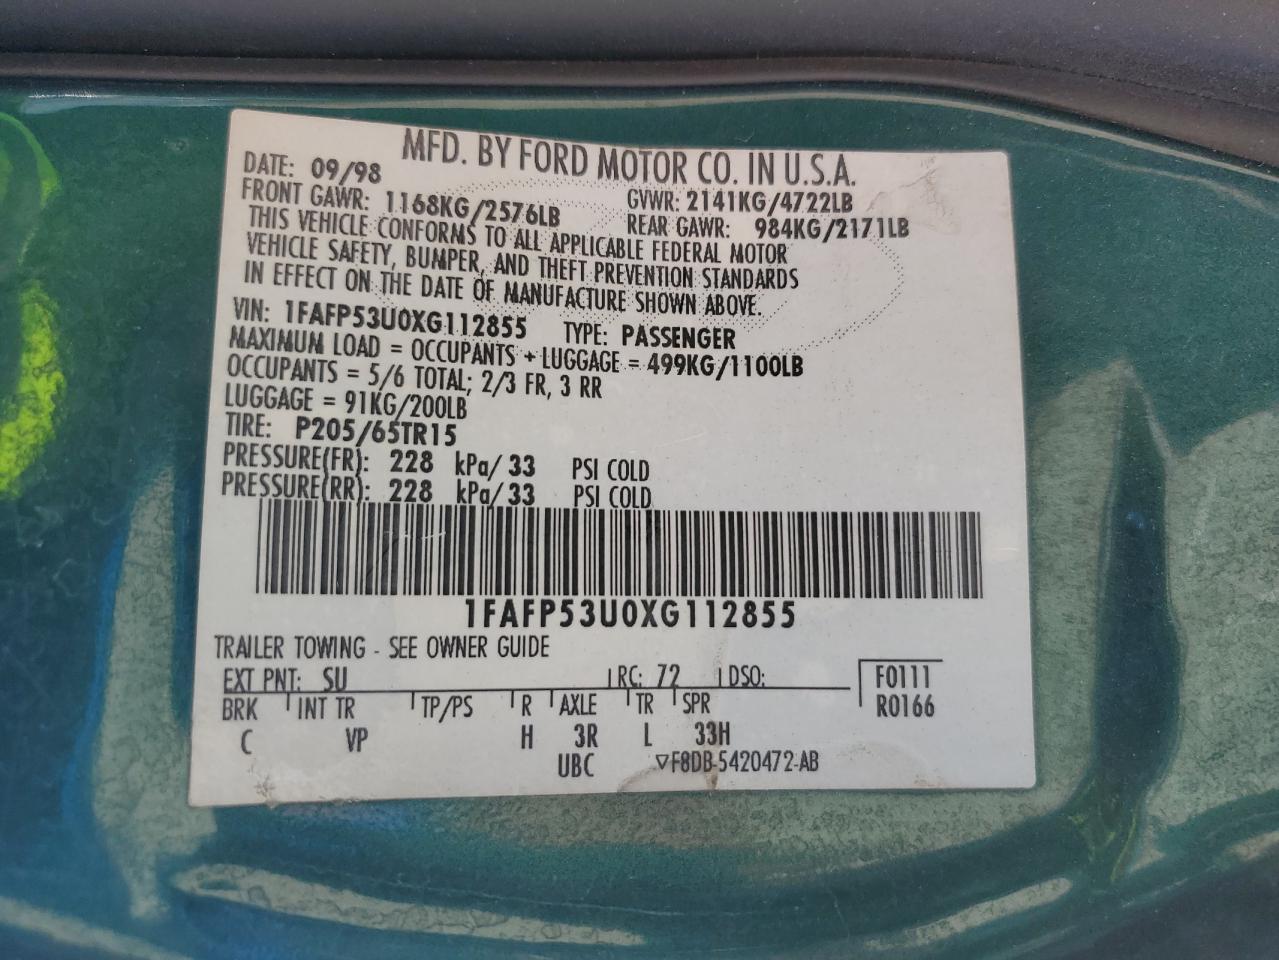 MFD. BY FORD MOTOR CO. IN U.S.A.
DATE: 09/98
GVWR: 2141KG/4722LB
FRONT GAWR: 1168KG/2576LB
REAR GAWR: 984KG/2171LB
THIS VEHICLE CONFORMS TO ALL APPLICABLE FEDERAL MOTOR
VEHICLE SAFETY, BUMPER, AND THEFT PREVENTION STANDARDS
IN EFFECT ON THE DATE OF MANUFACTURE SHOWN ABOVE.
VIN: 1FAFP53U0XG112855 TYPE: PASSENGER
MAXIMUM LOAD = OCCUPANTS + LUGGAGE = 499KG/1100LB
OCCUPANTS = 5/6 TOTAL; 2/3 FR, 3 RR
LUGGAGE = 91KG/200LB
TIRE: P205/65TR15
PRESSURE(FR): 228 kPa/ 33 PSI COLD
PRESSURE(RR): 228 kPa/ 33 PSI COLD
1FAFP53U0XG112855
TRAILER TOWING - SEE OWNER GUIDE
EXT PNT: SU RC: 72 DSO: F0111
BRK INT TR TP/PS R AXLE TR SPR R0166
C VP H 3R L 33H
UBC ▽F8DB-5420472-AB